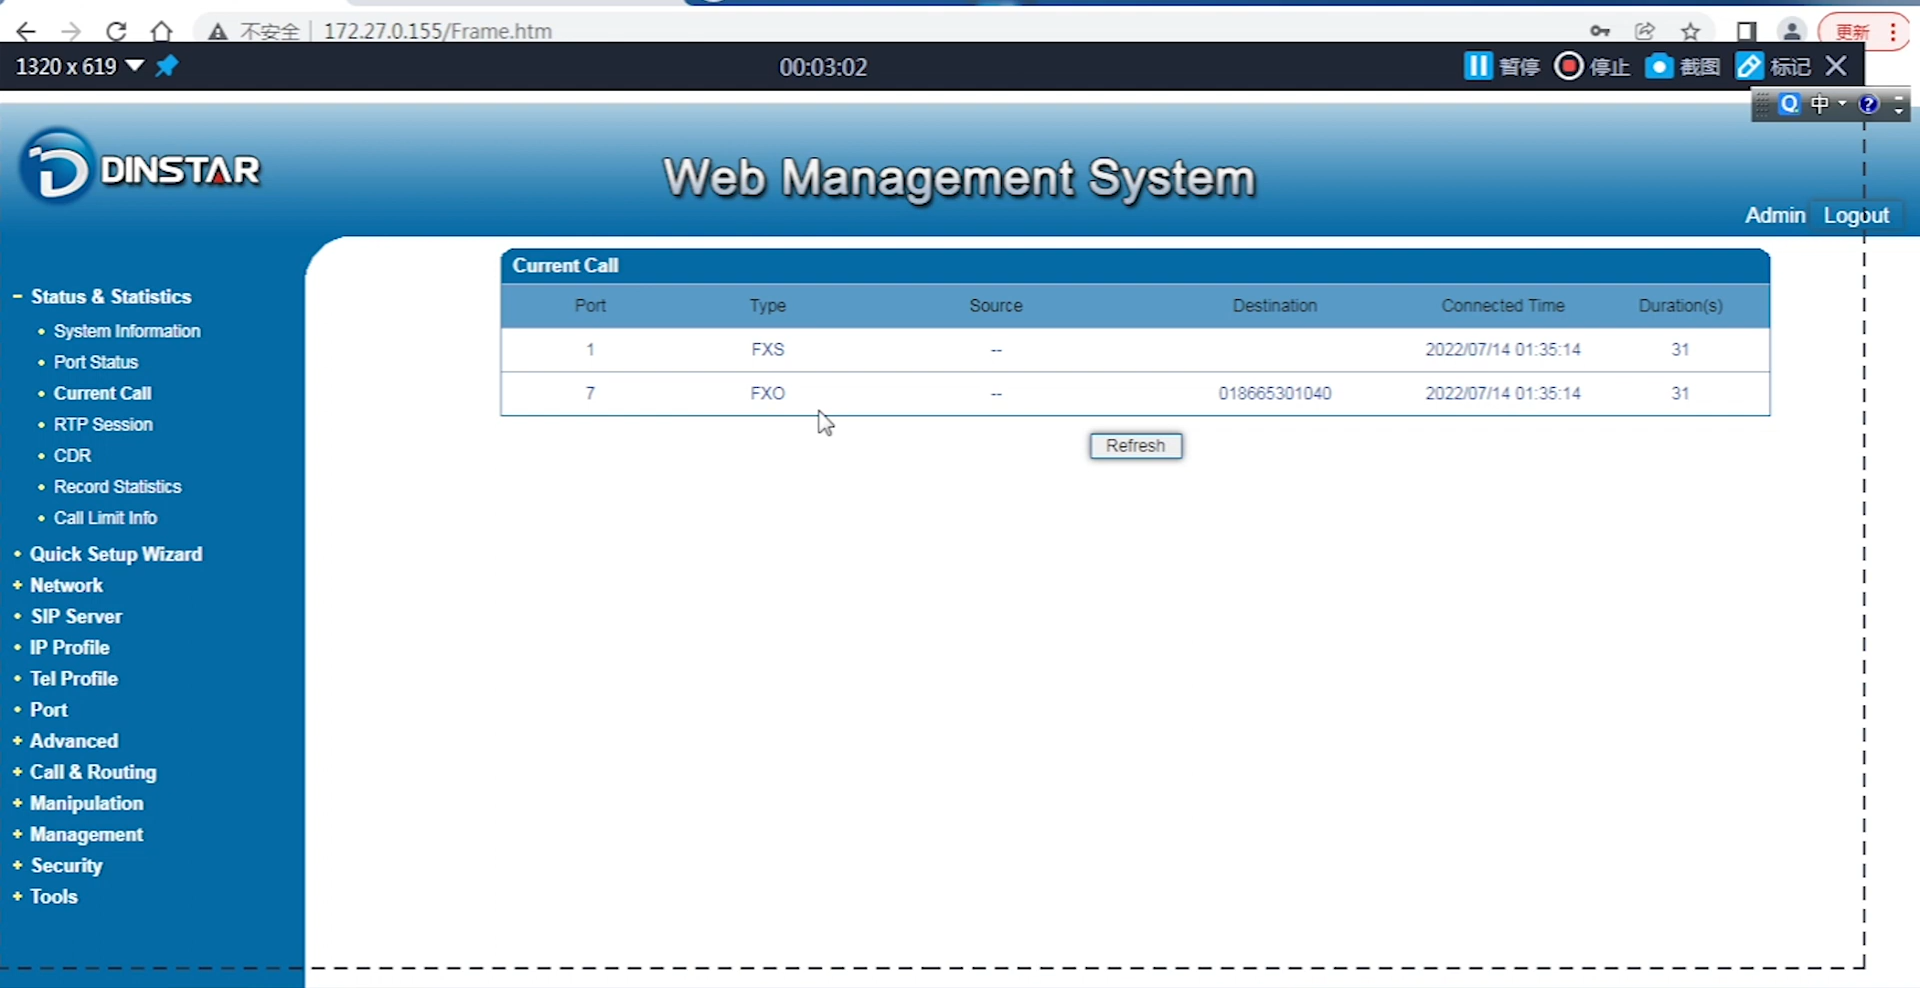 不安全 | 172.27.0.155/Frame.htm
更新
1320 x 619
00:03:02
暂停 停止 截图 标记
中
DINSTAR
Web Management System
Admin Logout
- Status & Statistics
System Information
Port Status
Current Call
RTP Session
CDR
Record Statistics
Call Limit Info
Quick Setup Wizard
+ Network
SIP Server
IP Profile
Tel Profile
Port
+ Advanced
+ Call & Routing
+ Manipulation
+ Management
+ Security
+ Tools
Current Call
Port Type Source Destination Connected Time Duration(s)
1 FXS -- 2022/07/14 01:35:14 31
7 FXO -- 018665301040 2022/07/14 01:35:14 31
Refresh